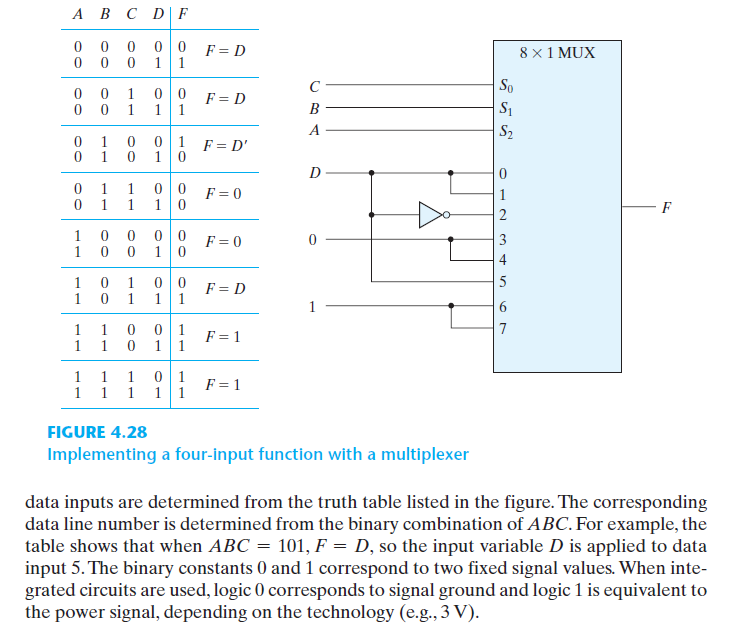 A B C D F
0 0 0 0 0 F = D
0 0 0 1 1
0 0 1 0 0 F = D
0 0 1 1 1
0 1 0 0 1 F = D'
0 1 0 1 0
0 1 1 0 0 F = 0
0 1 1 1 0
1 0 0 0 0 F = 0
1 0 0 1 0
1 0 1 0 0 F = D
1 0 1 1 1
1 1 0 0 1 F = 1
1 1 0 1 1
1 1 1 0 1 F = 1
1 1 1 1 1
8 × 1 MUX
C S0
B S1
A S2
D 0
1
2
F
0 3
4
5
1 6
7
FIGURE 4.28
Implementing a four-input function with a multiplexer
data inputs are determined from the truth table listed in the figure. The corresponding
data line number is determined from the binary combination of ABC. For example, the
table shows that when ABC = 101, F = D, so the input variable D is applied to data
input 5. The binary constants 0 and 1 correspond to two fixed signal values. When inte-
grated circuits are used, logic 0 corresponds to signal ground and logic 1 is equivalent to
the power signal, depending on the technology (e.g., 3 V).